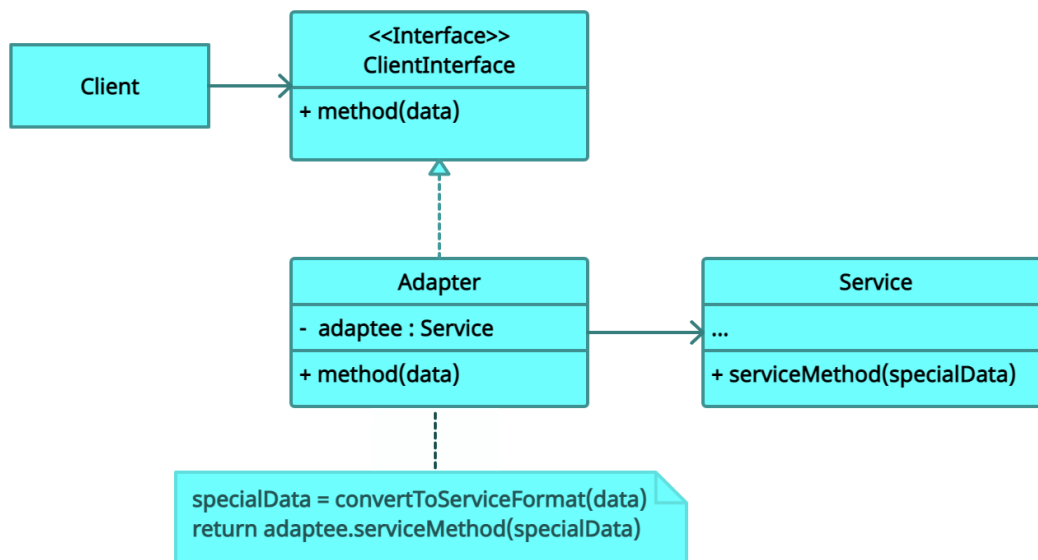 Client
<<Interface>>
ClientInterface
+ method(data)
Adapter
- adaptee : Service
+ method(data)
Service
...
+ serviceMethod(specialData)
specialData = convertToServiceFormat(data)
return adaptee.serviceMethod(specialData)